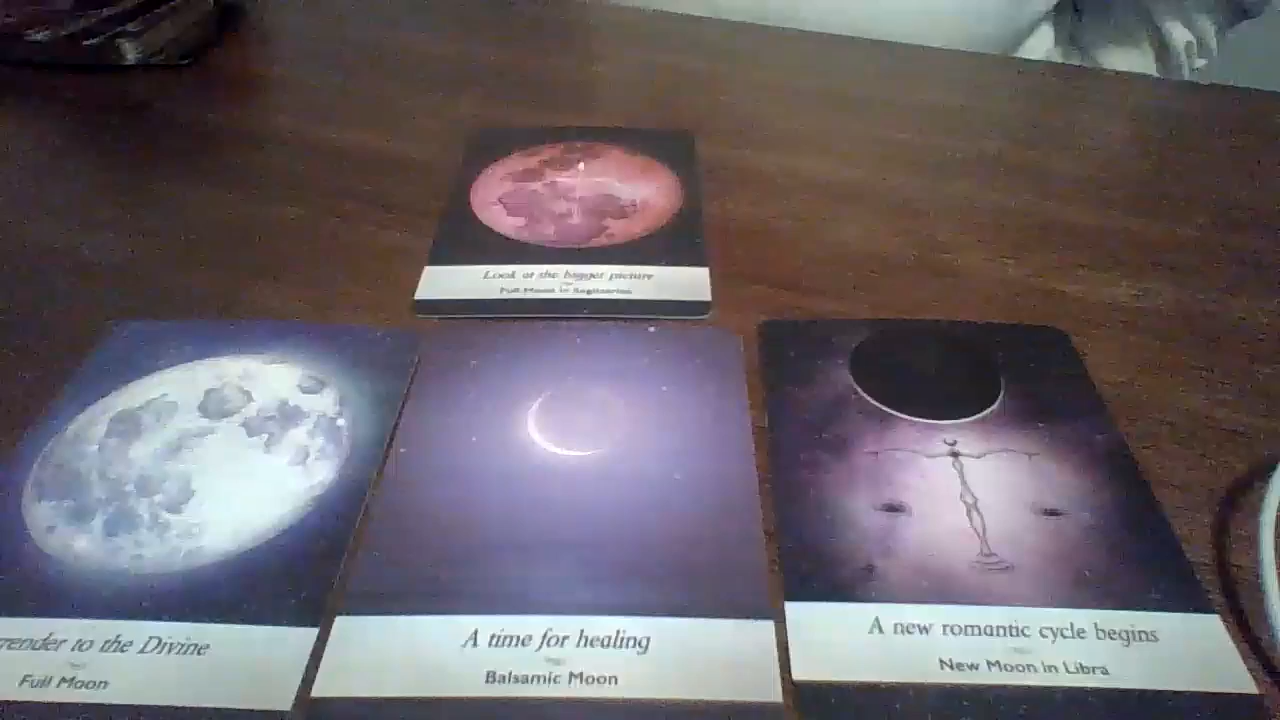 Look at the bigger picture
Full Moon in Sagittarius
render to the Divine
Full Moon
A time for healing
Balsamic Moon
A new romantic cycle begins
New Moon in Libra